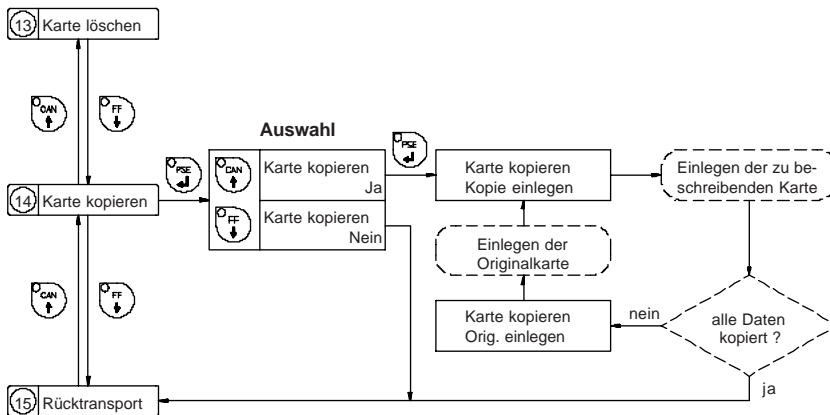 13 Karte löschen
CAN FF
Auswahl
PSE
PSE
CAN
Karte kopieren
Ja
Karte kopieren
Kopie einlegen
Einlegen der zu be-
schreibenden Karte
14 Karte kopieren
FF
Karte kopieren
Nein
Einlegen der
Originalkarte
CAN FF
Karte kopieren
Orig. einlegen
nein
alle Daten
kopiert ?
ja
15 Rücktransport